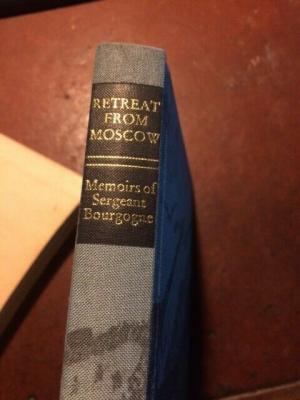 RETREAT
FROM
MOSCOW
Memoirs of
Sergeant
Bourgogne